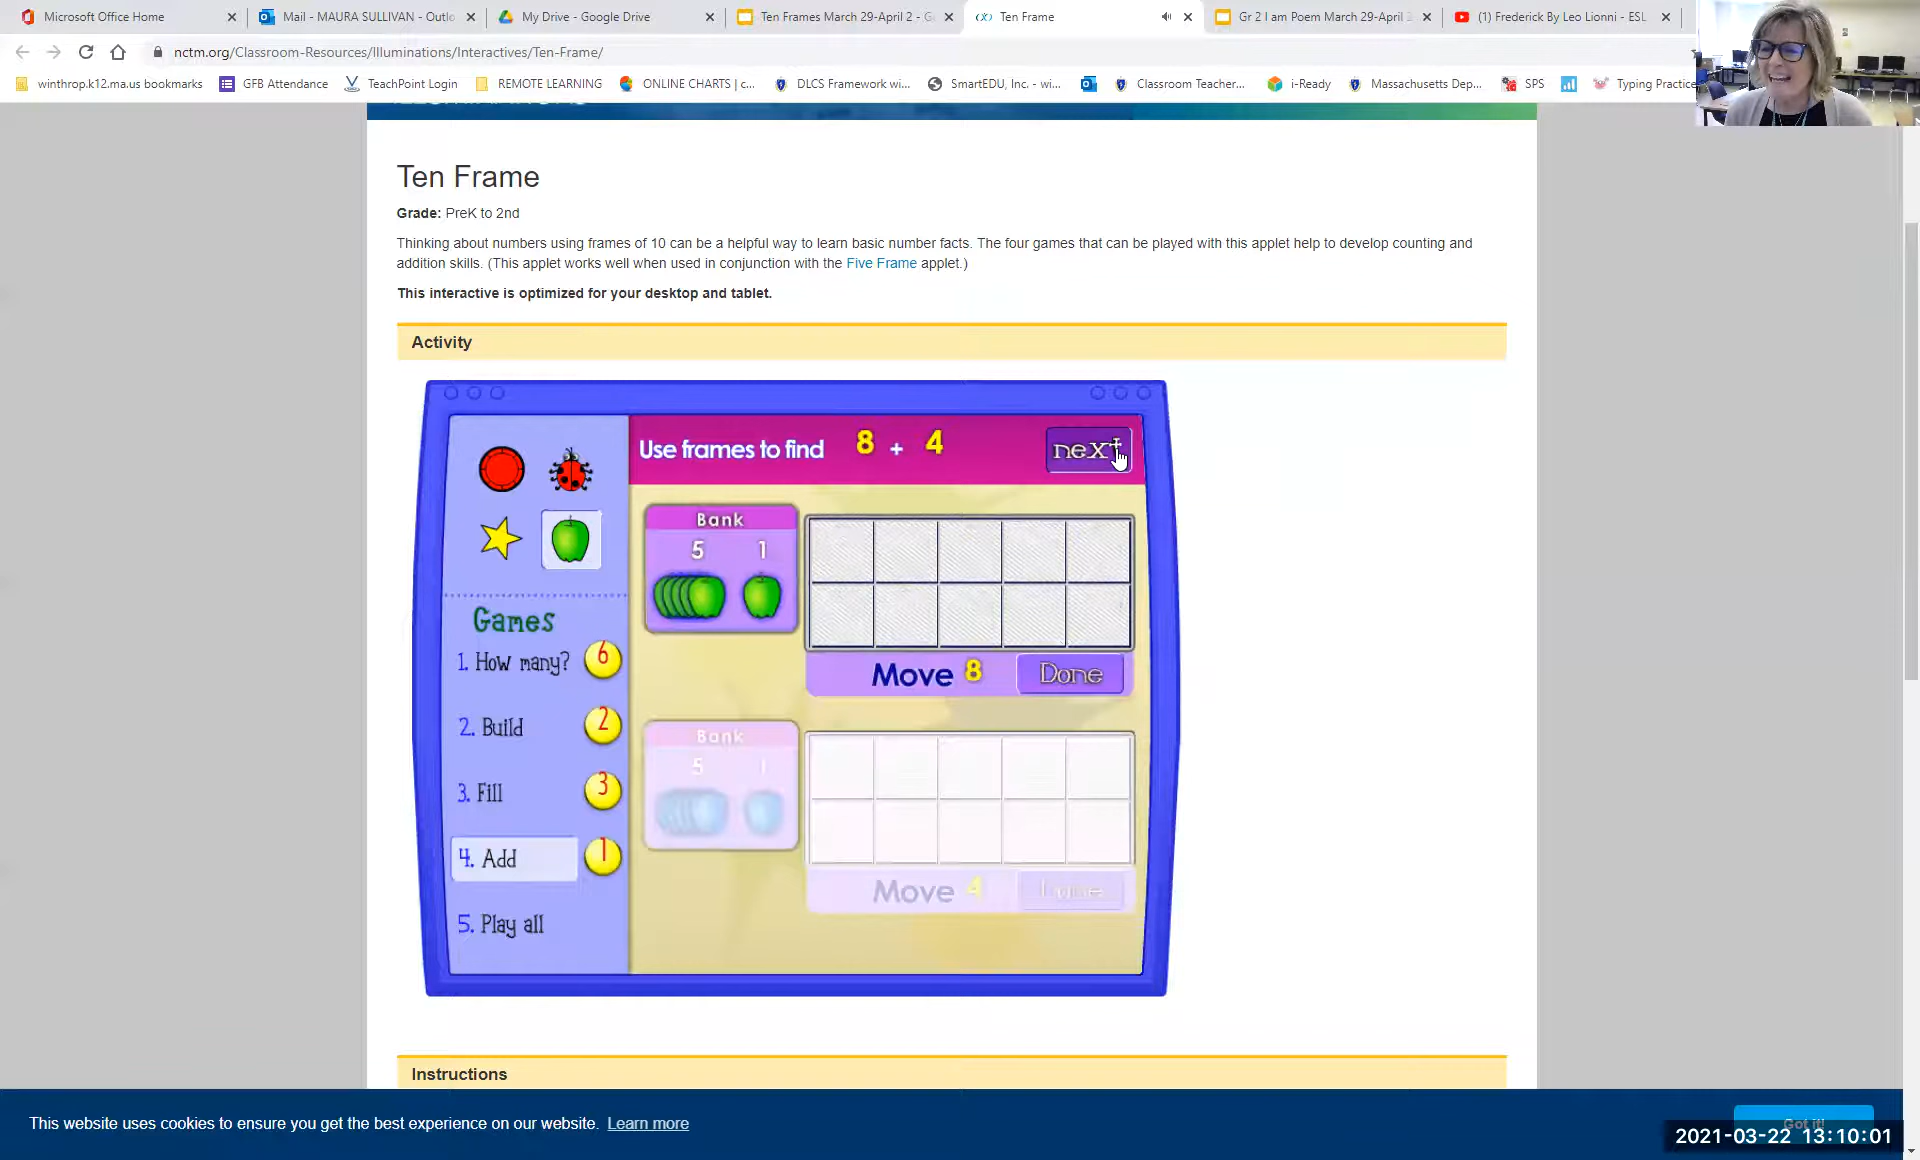 Microsoft Office Home
Mail - MAURA SULLIVAN - Outlo
My Drive - Google Drive
Ten Frames March 29-April 2 - G
Ten Frame
Gr 2 I am Poem March 29-April 2
(1) Frederick By Leo Lionni - ESL
nctm.org/Classroom-Resources/Illuminations/Interactives/Ten-Frame/
winthrop.k12.ma.us bookmarks
GFB Attendance
TeachPoint Login
REMOTE LEARNING
ONLINE CHARTS | c...
DLCS Framework wi...
SmartEDU, Inc. - wi...
Classroom Teacher...
i-Ready
Massachusetts Dep...
SPS
Typing Practice
Ten Frame
Grade: PreK to 2nd
Thinking about numbers using frames of 10 can be a helpful way to learn basic number facts. The four games that can be played with this applet help to develop counting and
addition skills. (This applet works well when used in conjunction with the Five Frame applet.)
This interactive is optimized for your desktop and tablet.
Activity
Use frames to find 8 + 4
next
Bank
5 1
Move 8 Done
Games
1. How many? 6
2. Build 2
3. Fill 3
4. Add 1
5. Play all
Bank
5 1
Move 4 Done
Instructions
This website uses cookies to ensure you get the best experience on our website. Learn more
Got it!
2021-03-22 13:10:01